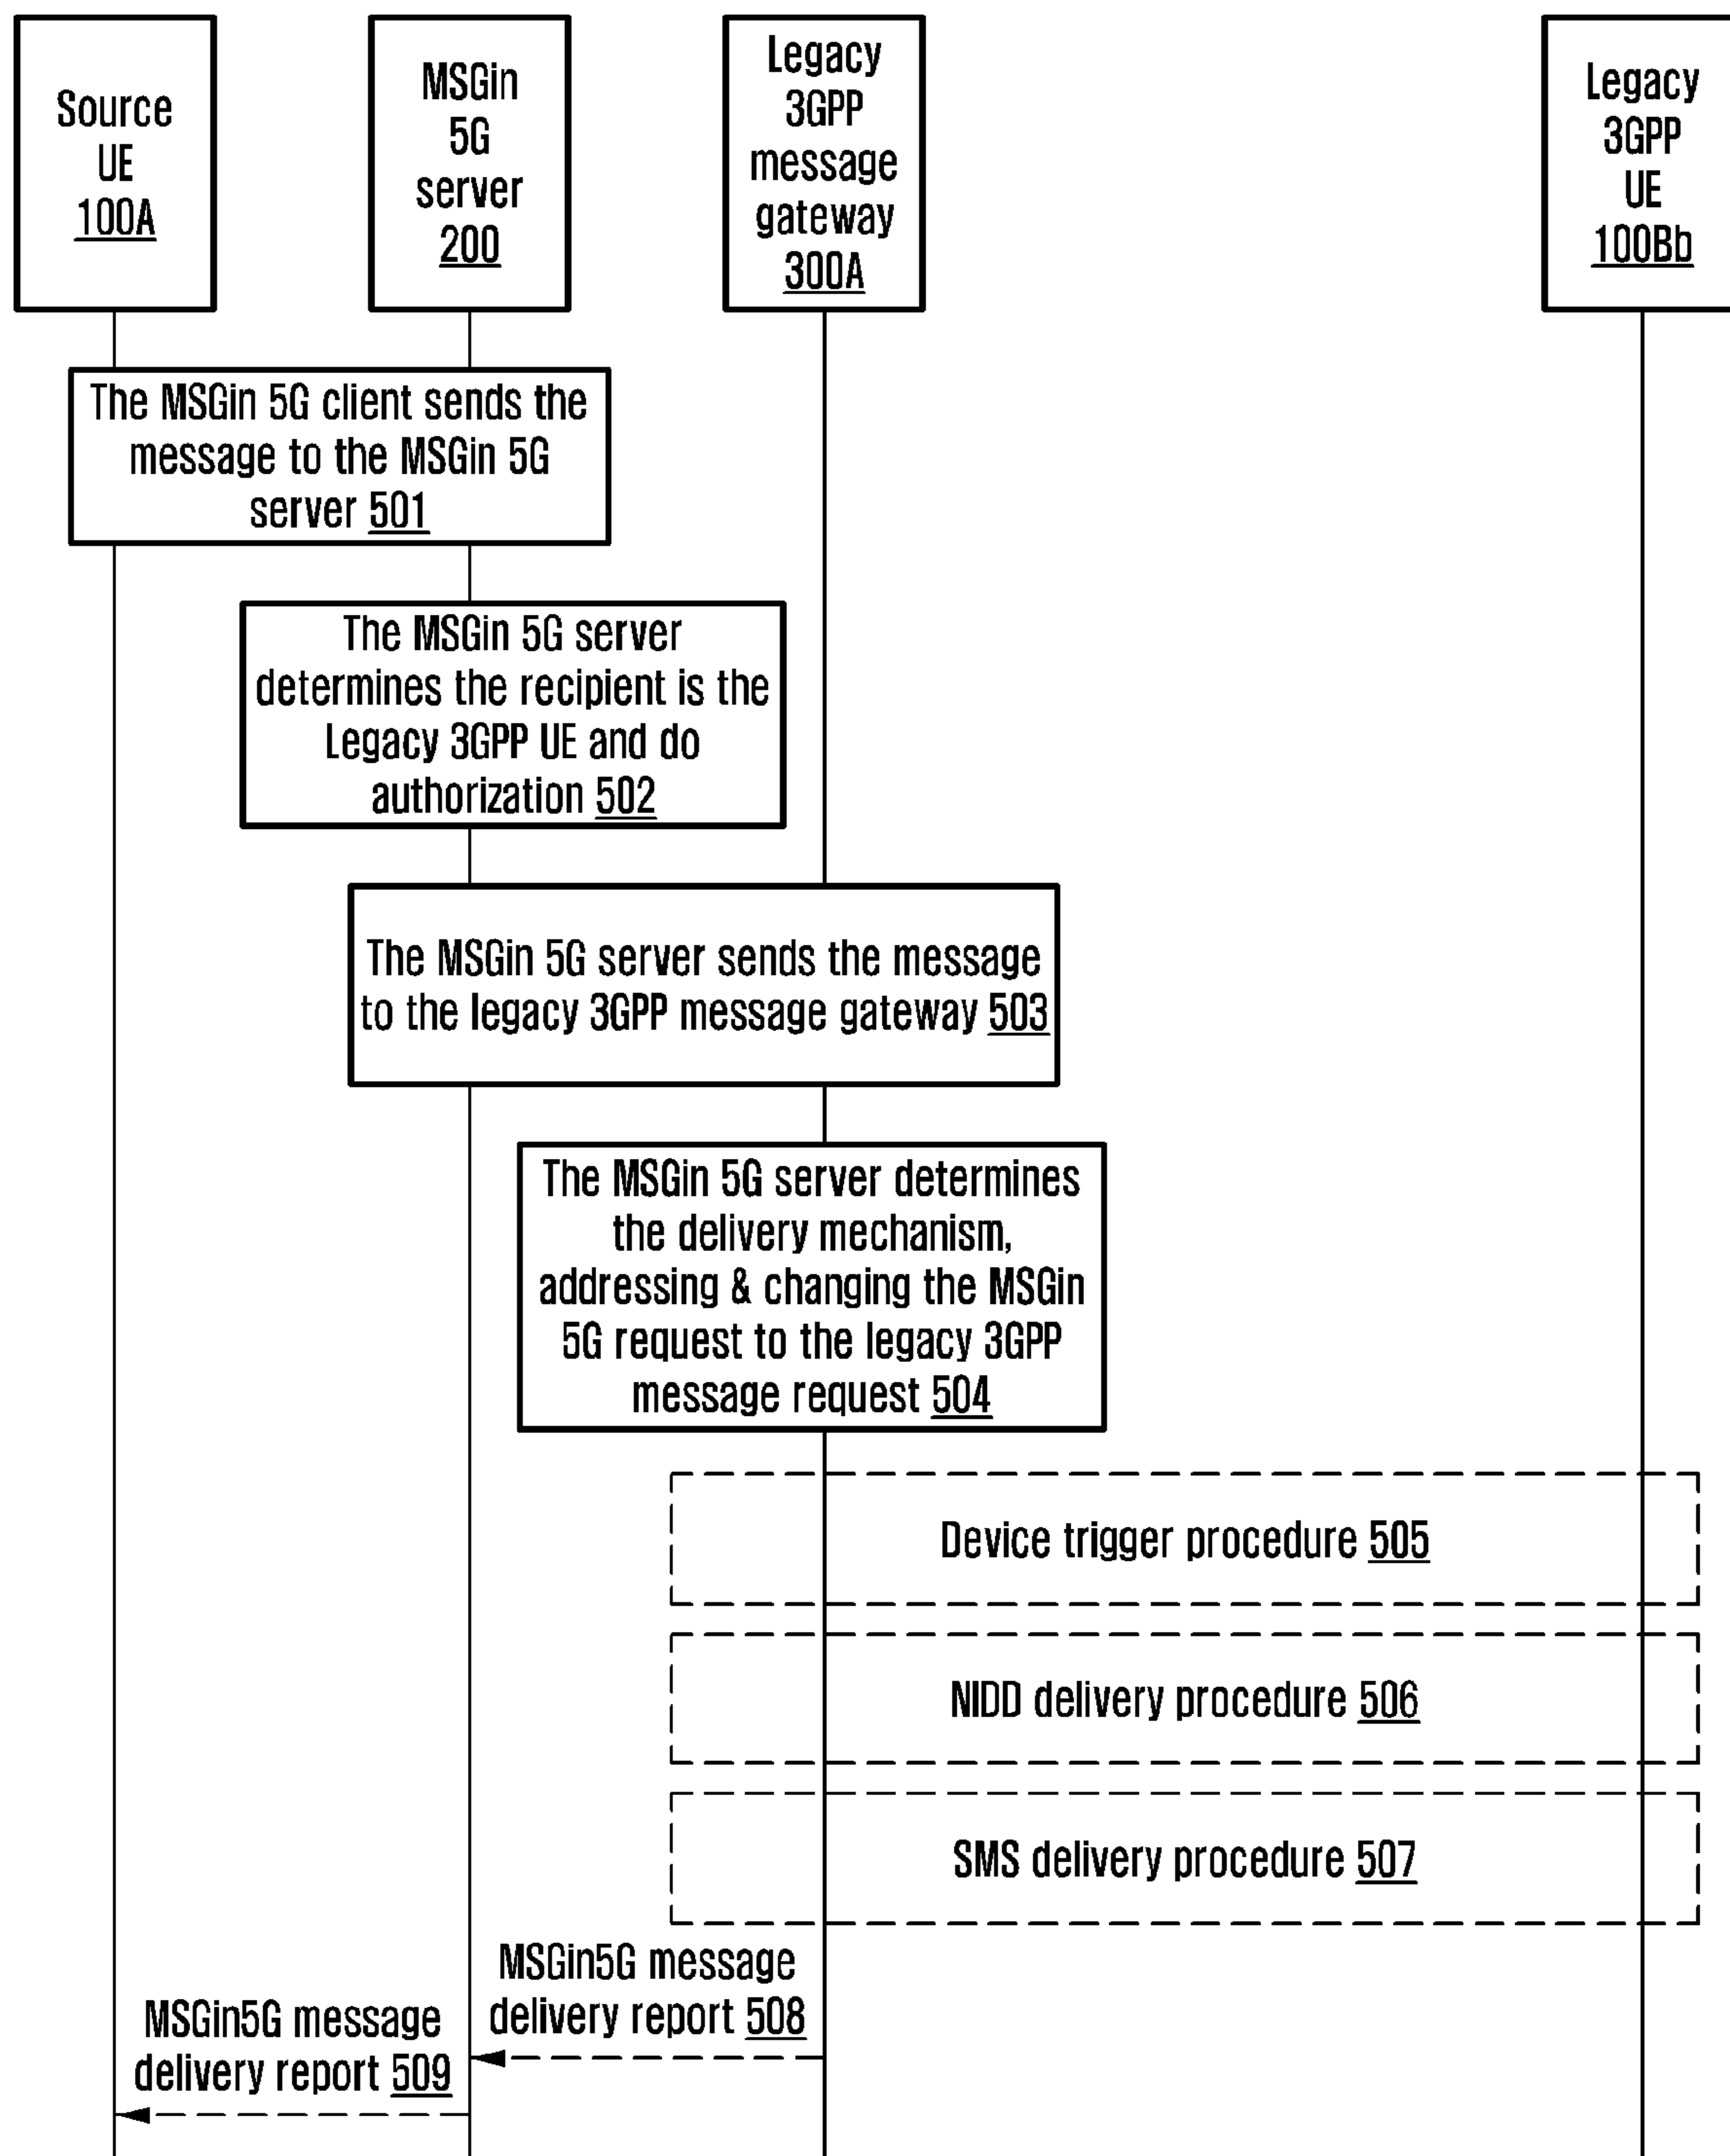 Source
UE
100A
MSGin
5G
server
200
Legacy
3GPP
message
gateway
300A
Legacy
3GPP
UE
100Bb
The MSGin 5G client sends the
message to the MSGin 5G
server 501
The MSGin 5G server
determines the recipient is the
Legacy 3GPP UE and do
authorization 502
The MSGin 5G server sends the message
to the legacy 3GPP message gateway 503
The MSGin 5G server determines
the delivery mechanism,
addressing & changing the MSGin
5G request to the legacy 3GPP
message request 504
Device trigger procedure 505
NIDD delivery procedure 506
SMS delivery procedure 507
MSGin5G message
delivery report 508
MSGin5G message
delivery report 509